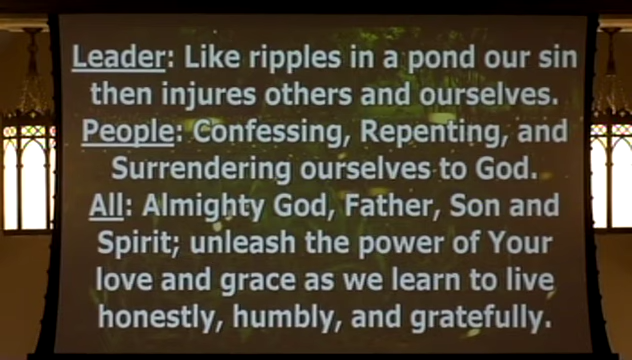 Leader: Like ripples in a pond our sin
then injures others and ourselves.
People: Confessing, Repenting, and
Surrendering ourselves to God.
All: Almighty God, Father, Son and
Spirit; unleash the power of Your
love and grace as we learn to live
honestly, humbly, and gratefully.